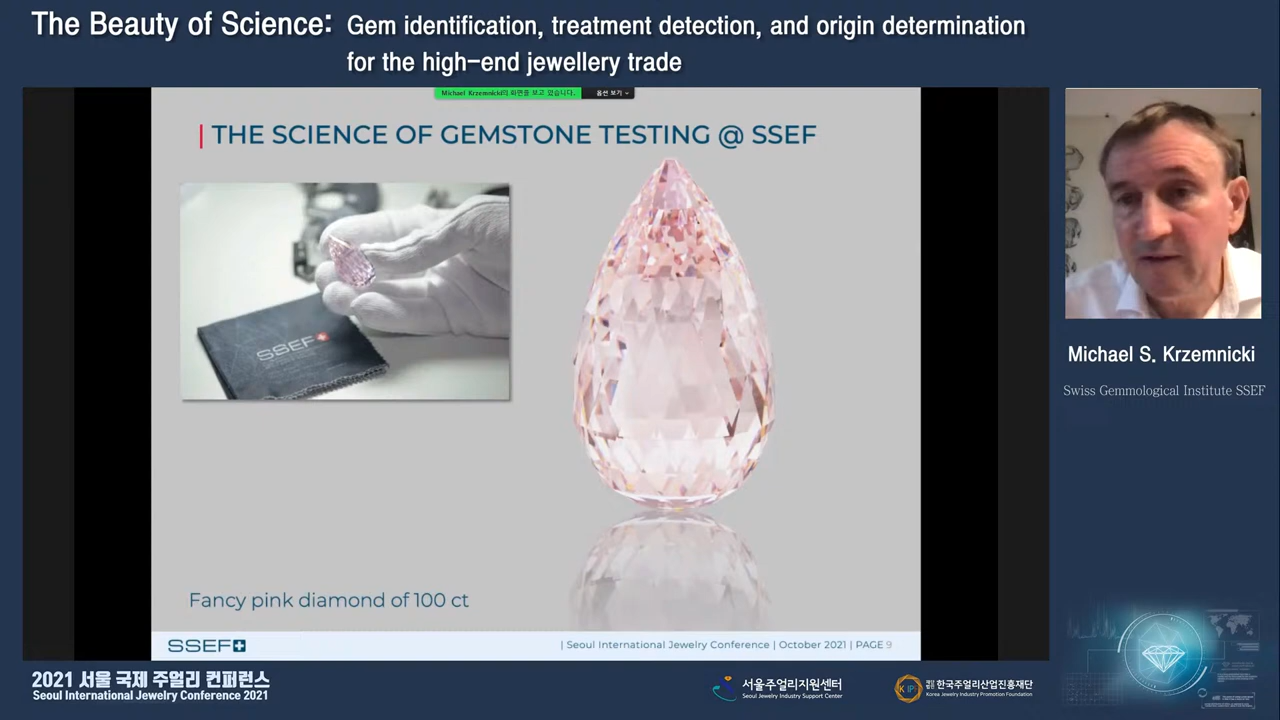 The Beauty of Science: Gem identification, treatment detection, and origin determination
for the high-end jewellery trade
Michael Krzemnicki의 화면을 보고 있습니다. 옵션 보기
THE SCIENCE OF GEMSTONE TESTING @ SSEF
SSEF
Fancy pink diamond of 100 ct
SSEF
| Seoul International Jewelry Conference | October 2021 | PAGE 9
Michael S. Krzemnicki
Swiss Gemmological Institute SSEF
2021 서울 국제 주얼리 컨퍼런스
Seoul International Jewelry Conference 2021
서울주얼리지원센터
Seoul Jewelry Industry Support Center
재단법인 한국주얼리산업진흥재단
Korea Jewelry Industry Promotion Foundation